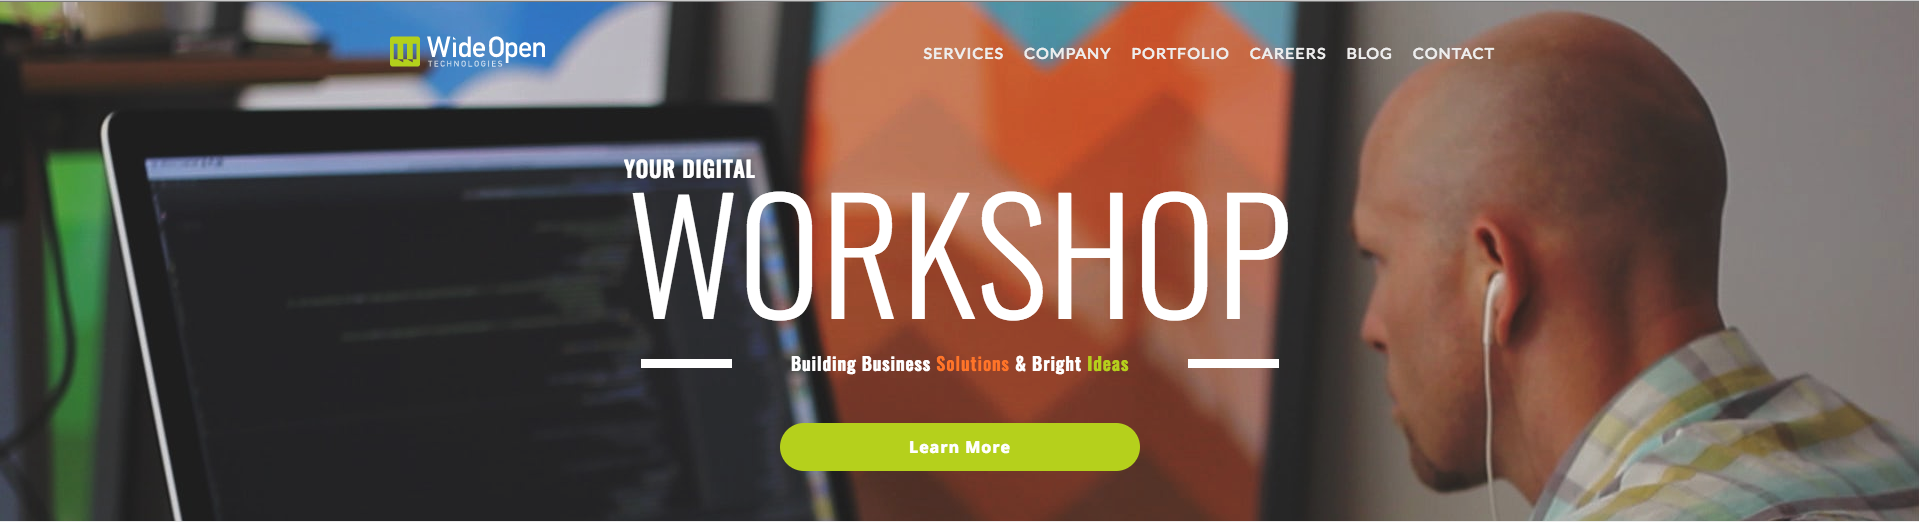 WideOpen
TECHNOLOGIES
SERVICES COMPANY PORTFOLIO CAREERS BLOG CONTACT
YOUR DIGITAL
WORKSHOP
Building Business Solutions & Bright Ideas
Learn More